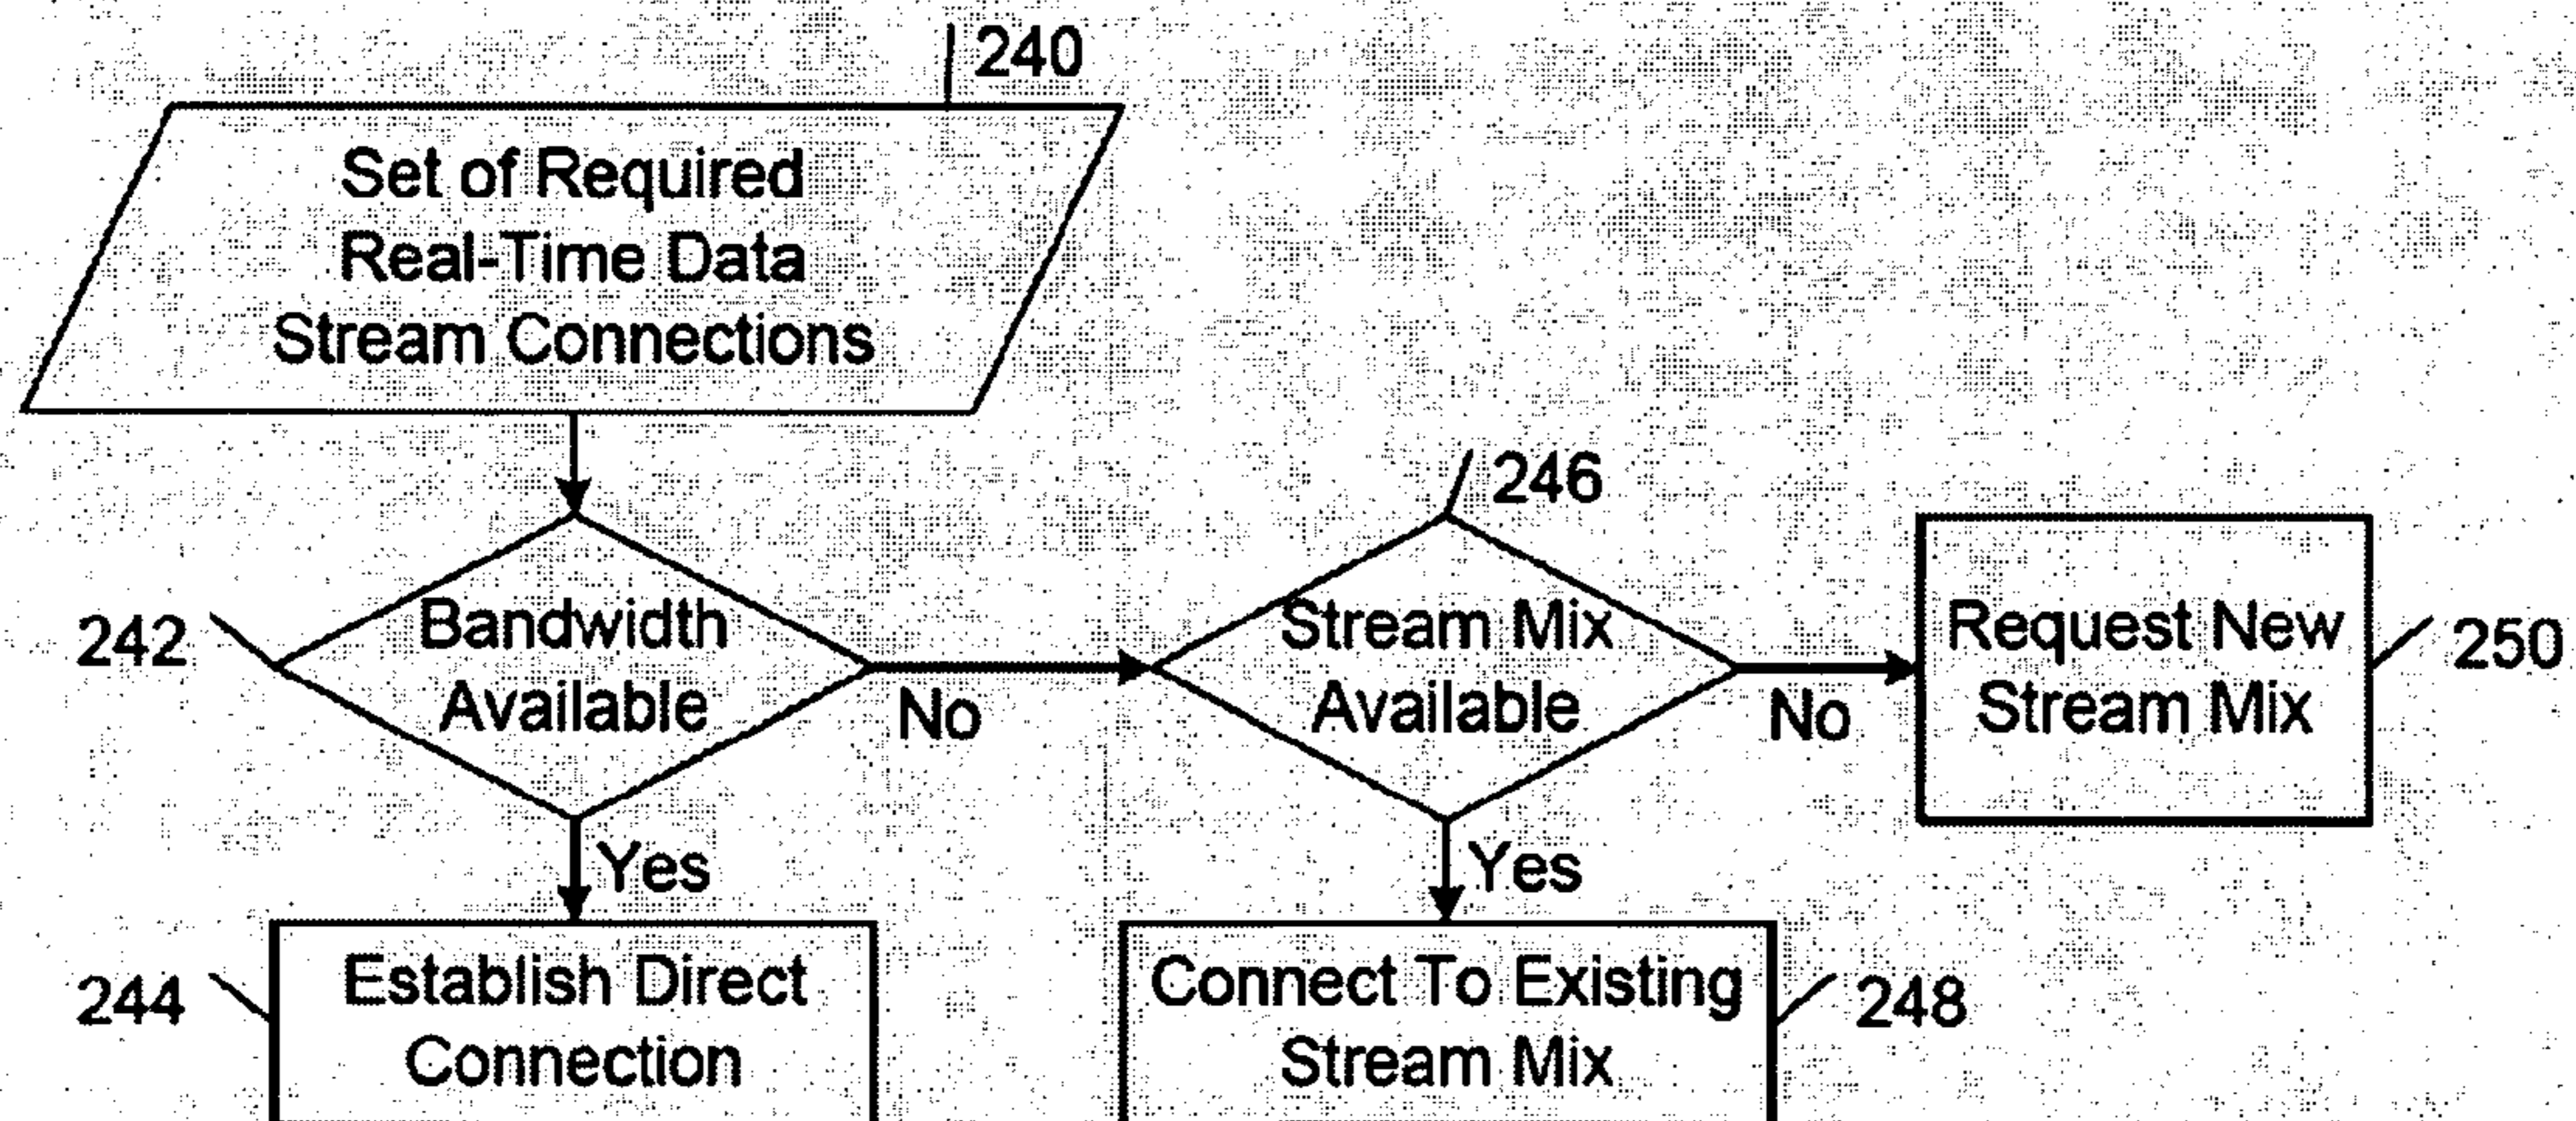 240
Set of Required
Real-Time Data
Stream Connections
242
Bandwidth
Available
No
Yes
246
Stream Mix
Available
No
Yes
Request New
Stream Mix
250
244
Establish Direct
Connection
Connect To Existing
Stream Mix
248